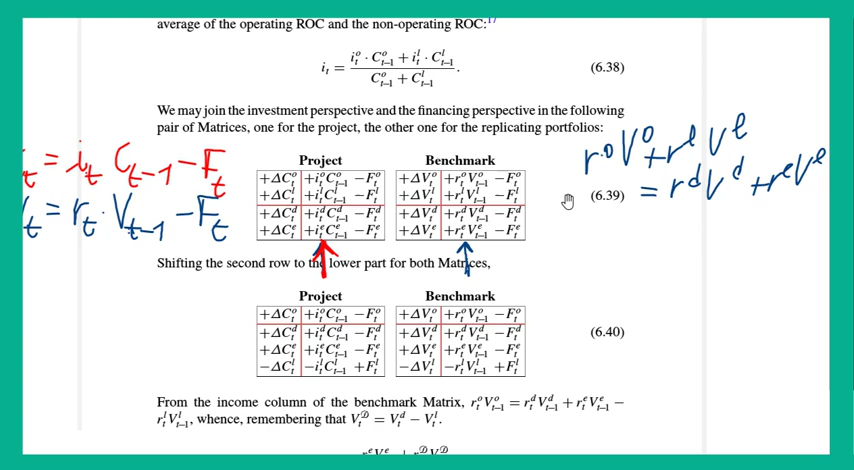 average of the operating ROC and the non-operating ROC:¹⁷
i_t = (i_t^o · C_{t–1}^o + i_t^l · C_{t–1}^l) / (C_{t–1}^o + C_{t–1}^l). (6.38)
We may join the investment perspective and the financing perspective in the following
pair of Matrices, one for the project, the other one for the replicating portfolios:
r^o V^o + r^l V^l
= r^d V^d + r^e V^e
_t = i_t C_{t-1} – F_t
_t = r_t · V_{t-1} – F_t
Project Benchmark
+ΔC_t^o +i_t^o C_{t–1}^o –F_t^o +ΔV_t^o +r_t^o V_{t–1}^o –F_t^o
+ΔC_t^l +i_t^l C_{t–1}^l –F_t^l +ΔV_t^l +r_t^l V_{t–1}^l –F_t^l
+ΔC_t^d +i_t^d C_{t–1}^d –F_t^d +ΔV_t^d +r_t^d V_{t–1}^d –F_t^d
+ΔC_t^e +i_t^e C_{t–1}^e –F_t^e +ΔV_t^e +r_t^e V_{t–1}^e –F_t^e
(6.39)
Shifting the second row to the lower part for both Matrices,
Project Benchmark
+ΔC_t^o +i_t^o C_{t–1}^o –F_t^o +ΔV_t^o +r_t^o V_{t–1}^o –F_t^o
+ΔC_t^d +i_t^d C_{t–1}^d –F_t^d +ΔV_t^d +r_t^d V_{t–1}^d –F_t^d
+ΔC_t^e +i_t^e C_{t–1}^e –F_t^e +ΔV_t^e +r_t^e V_{t–1}^e –F_t^e
–ΔC_t^l –i_t^l C_{t–1}^l +F_t^l –ΔV_t^l –r_t^l V_{t–1}^l +F_t^l
(6.40)
From the income column of the benchmark Matrix, r_t^o V_{t–1}^o = r_t^d V_{t–1}^d + r_t^e V_{t–1}^e –
r_t^l V_{t–1}^l, whence, remembering that V_t^𝒟 = V_t^d – V_t^l.